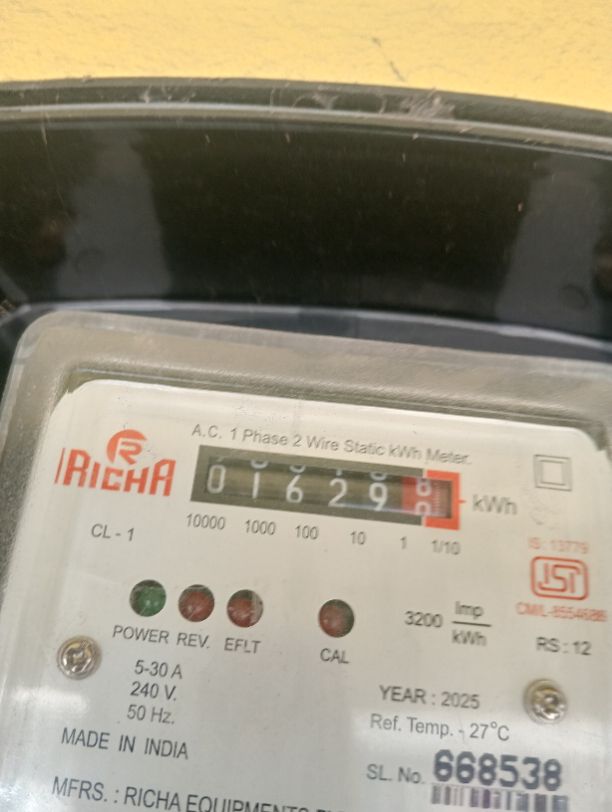 A.C. 1 Phase 2 Wire Static kWh Meter.
RICHA
01629
kWh
10000 1000 100 10 1 1/10
CL - 1
IS : 13779
ISI
3200 Imp/kWh
RS : 12
POWER REV. EFLT
CAL
5-30 A
240 V.
50 Hz.
YEAR : 2025
Ref. Temp. - 27°C
MADE IN INDIA
SL. No. 668538
MFRS. : RICHA EQUIPMENTS